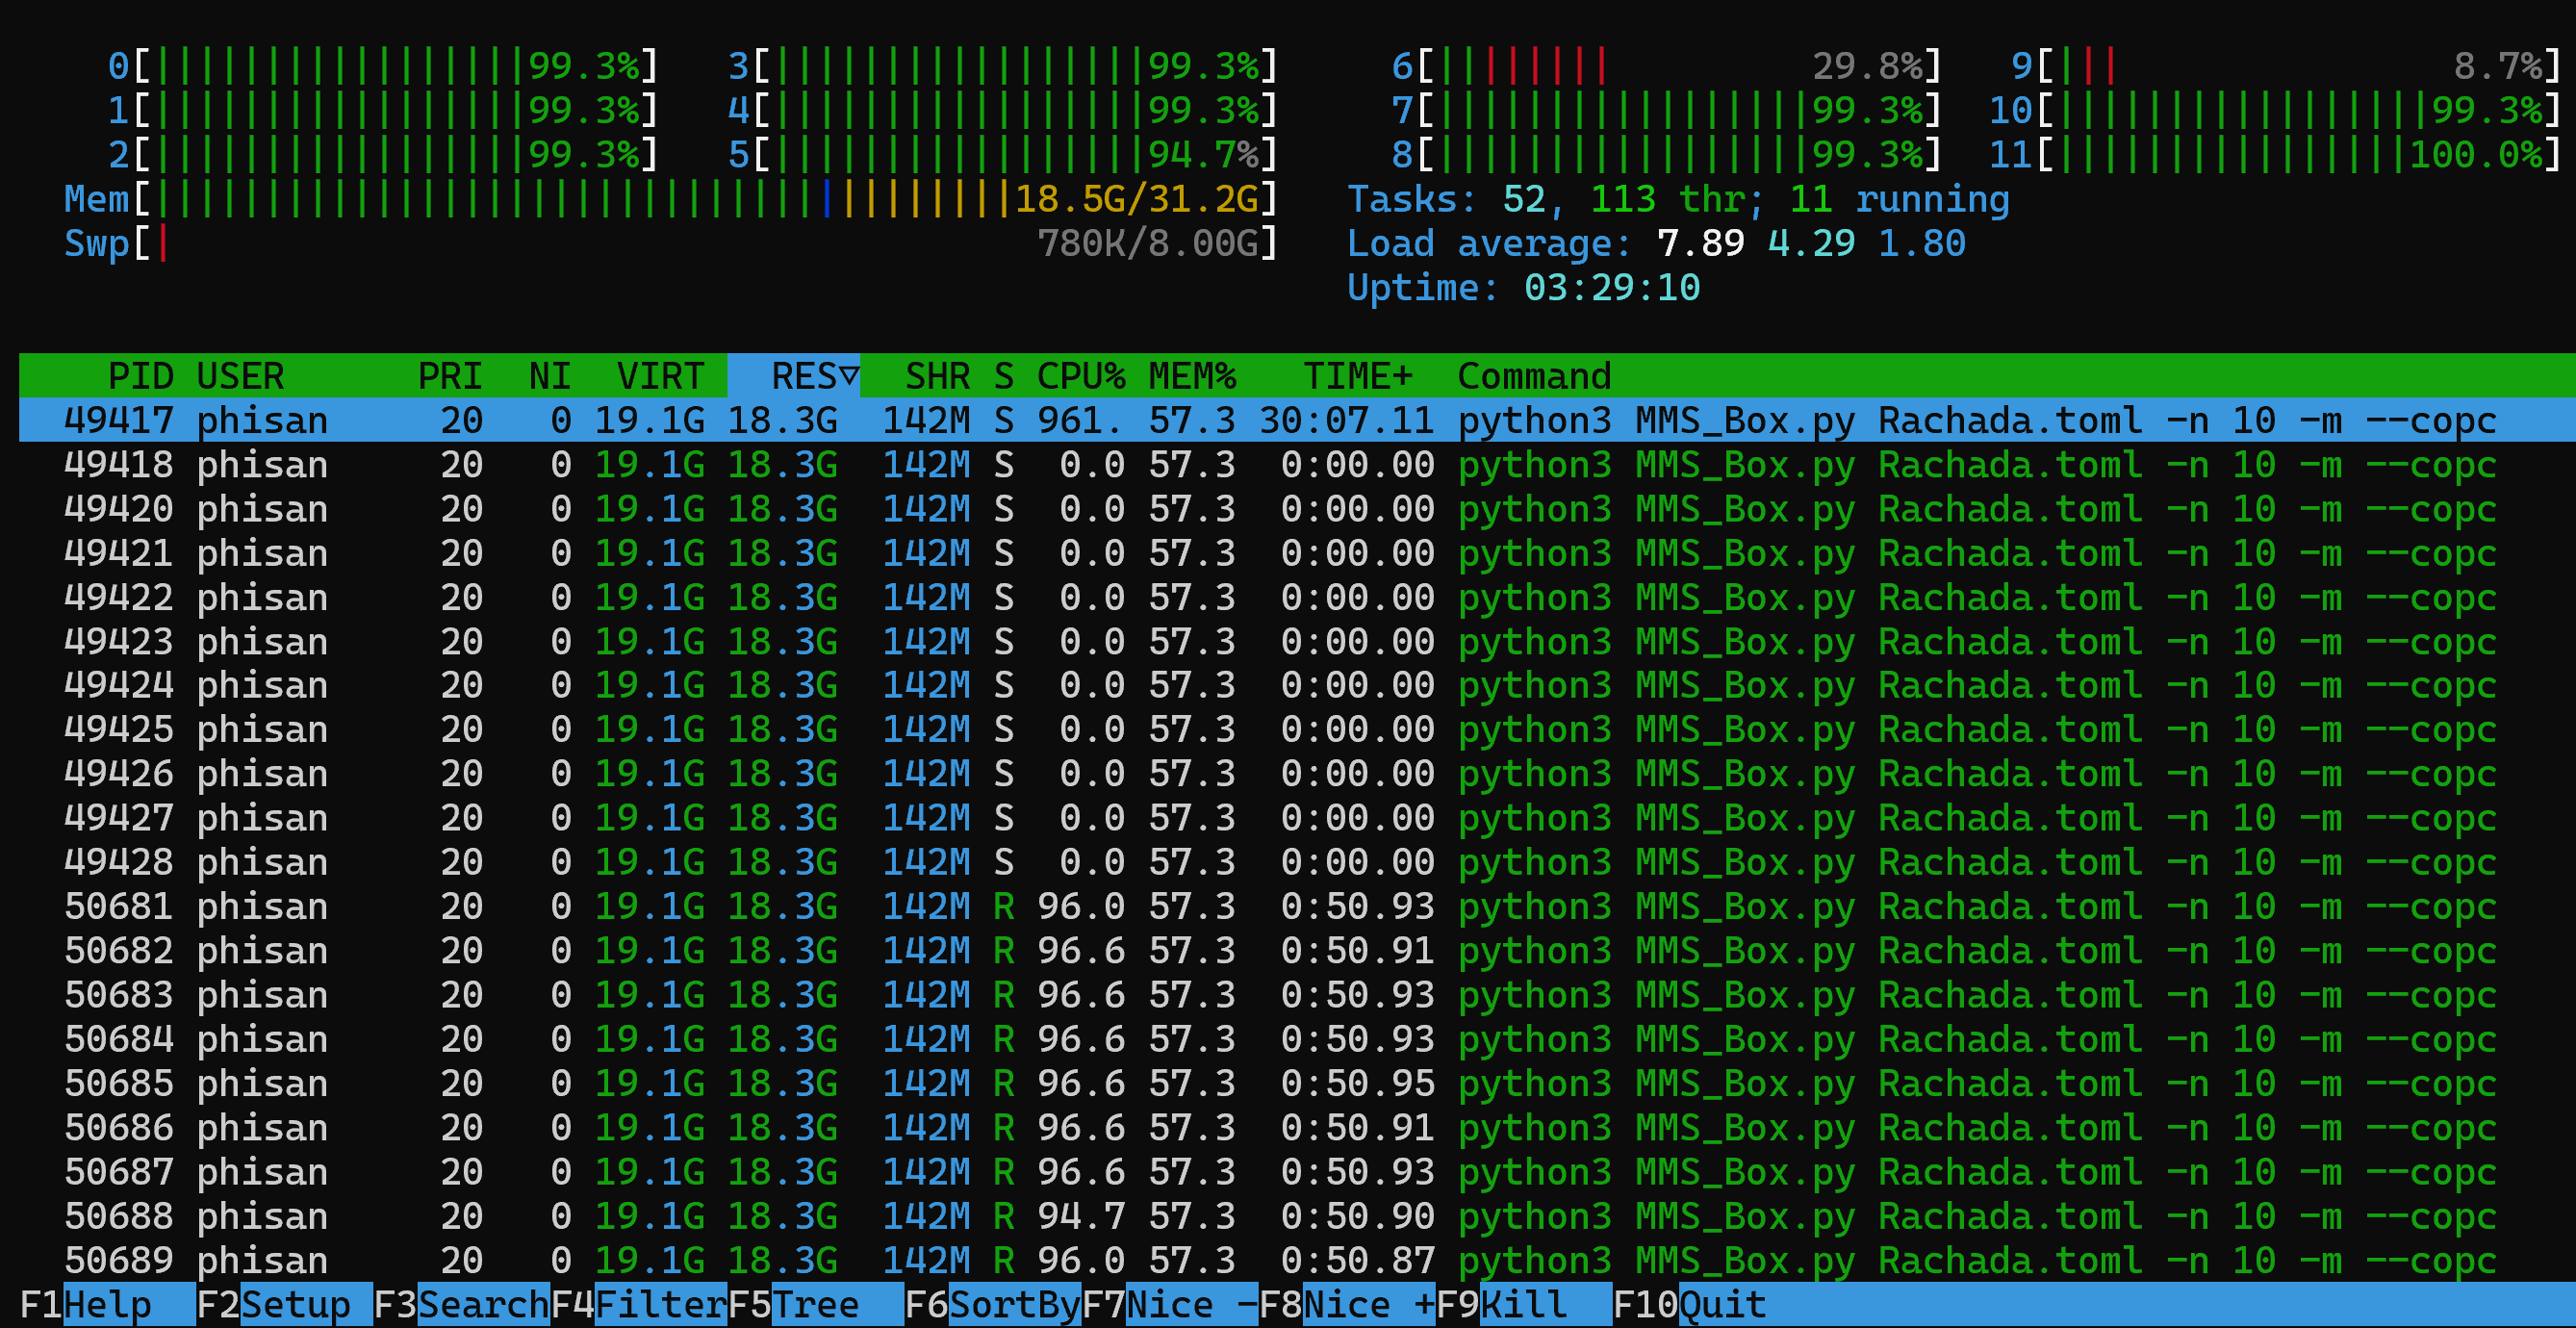 0[||||||||||||||||||99.3%] 3[||||||||||||||||||99.3%] 6[|||||||| 29.8%] 9[||| 8.7%]
1[||||||||||||||||||99.3%] 4[||||||||||||||||||99.3%] 7[||||||||||||||||||99.3%] 10[||||||||||||||||||99.3%]
2[||||||||||||||||||99.3%] 5[||||||||||||||||||94.7%] 8[||||||||||||||||||99.3%] 11[|||||||||||||||||100.0%]
Mem[|||||||||||||||||||||||||||||||||||||||18.5G/31.2G] Tasks: 52, 113 thr; 11 running
Swp[| 780K/8.00G] Load average: 7.89 4.29 1.80
Uptime: 03:29:10
PID USER PRI NI VIRT RES▽ SHR S CPU% MEM% TIME+ Command
49417 phisan 20 0 19.1G 18.3G 142M S 961. 57.3 30:07.11 python3 MMS_Box.py Rachada.toml -n 10 -m --copc
49418 phisan 20 0 19.1G 18.3G 142M S 0.0 57.3 0:00.00 python3 MMS_Box.py Rachada.toml -n 10 -m --copc
49420 phisan 20 0 19.1G 18.3G 142M S 0.0 57.3 0:00.00 python3 MMS_Box.py Rachada.toml -n 10 -m --copc
49421 phisan 20 0 19.1G 18.3G 142M S 0.0 57.3 0:00.00 python3 MMS_Box.py Rachada.toml -n 10 -m --copc
49422 phisan 20 0 19.1G 18.3G 142M S 0.0 57.3 0:00.00 python3 MMS_Box.py Rachada.toml -n 10 -m --copc
49423 phisan 20 0 19.1G 18.3G 142M S 0.0 57.3 0:00.00 python3 MMS_Box.py Rachada.toml -n 10 -m --copc
49424 phisan 20 0 19.1G 18.3G 142M S 0.0 57.3 0:00.00 python3 MMS_Box.py Rachada.toml -n 10 -m --copc
49425 phisan 20 0 19.1G 18.3G 142M S 0.0 57.3 0:00.00 python3 MMS_Box.py Rachada.toml -n 10 -m --copc
49426 phisan 20 0 19.1G 18.3G 142M S 0.0 57.3 0:00.00 python3 MMS_Box.py Rachada.toml -n 10 -m --copc
49427 phisan 20 0 19.1G 18.3G 142M S 0.0 57.3 0:00.00 python3 MMS_Box.py Rachada.toml -n 10 -m --copc
49428 phisan 20 0 19.1G 18.3G 142M S 0.0 57.3 0:00.00 python3 MMS_Box.py Rachada.toml -n 10 -m --copc
50681 phisan 20 0 19.1G 18.3G 142M R 96.0 57.3 0:50.93 python3 MMS_Box.py Rachada.toml -n 10 -m --copc
50682 phisan 20 0 19.1G 18.3G 142M R 96.6 57.3 0:50.91 python3 MMS_Box.py Rachada.toml -n 10 -m --copc
50683 phisan 20 0 19.1G 18.3G 142M R 96.6 57.3 0:50.93 python3 MMS_Box.py Rachada.toml -n 10 -m --copc
50684 phisan 20 0 19.1G 18.3G 142M R 96.6 57.3 0:50.93 python3 MMS_Box.py Rachada.toml -n 10 -m --copc
50685 phisan 20 0 19.1G 18.3G 142M R 96.6 57.3 0:50.95 python3 MMS_Box.py Rachada.toml -n 10 -m --copc
50686 phisan 20 0 19.1G 18.3G 142M R 96.6 57.3 0:50.91 python3 MMS_Box.py Rachada.toml -n 10 -m --copc
50687 phisan 20 0 19.1G 18.3G 142M R 96.6 57.3 0:50.93 python3 MMS_Box.py Rachada.toml -n 10 -m --copc
50688 phisan 20 0 19.1G 18.3G 142M R 94.7 57.3 0:50.90 python3 MMS_Box.py Rachada.toml -n 10 -m --copc
50689 phisan 20 0 19.1G 18.3G 142M R 96.0 57.3 0:50.87 python3 MMS_Box.py Rachada.toml -n 10 -m --copc
F1Help F2Setup F3SearchF4FilterF5Tree F6SortByF7Nice -F8Nice +F9Kill F10Quit